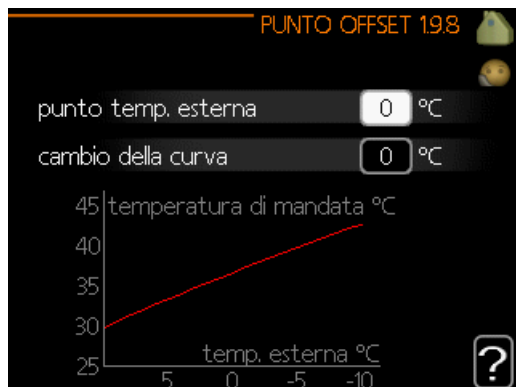 PUNTO OFFSET 1.9.8
punto temp. esterna 0 °C
cambio della curva 0 °C
45 temperatura di mandata °C
40
35
30
25 temp. esterna °C
5 0 -5 -10
?